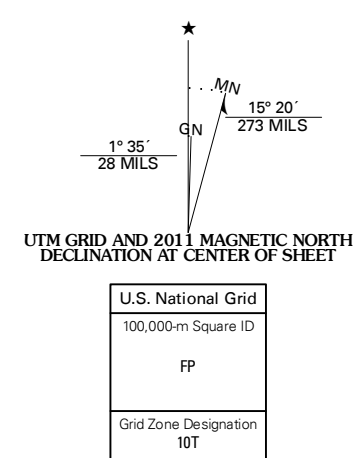 ★
MN
15° 20´
273 MILS
GN
1° 35´
28 MILS
UTM GRID AND 2011 MAGNETIC NORTH
DECLINATION AT CENTER OF SHEET
U.S. National Grid
100,000-m Square ID
FP
Grid Zone Designation
10T